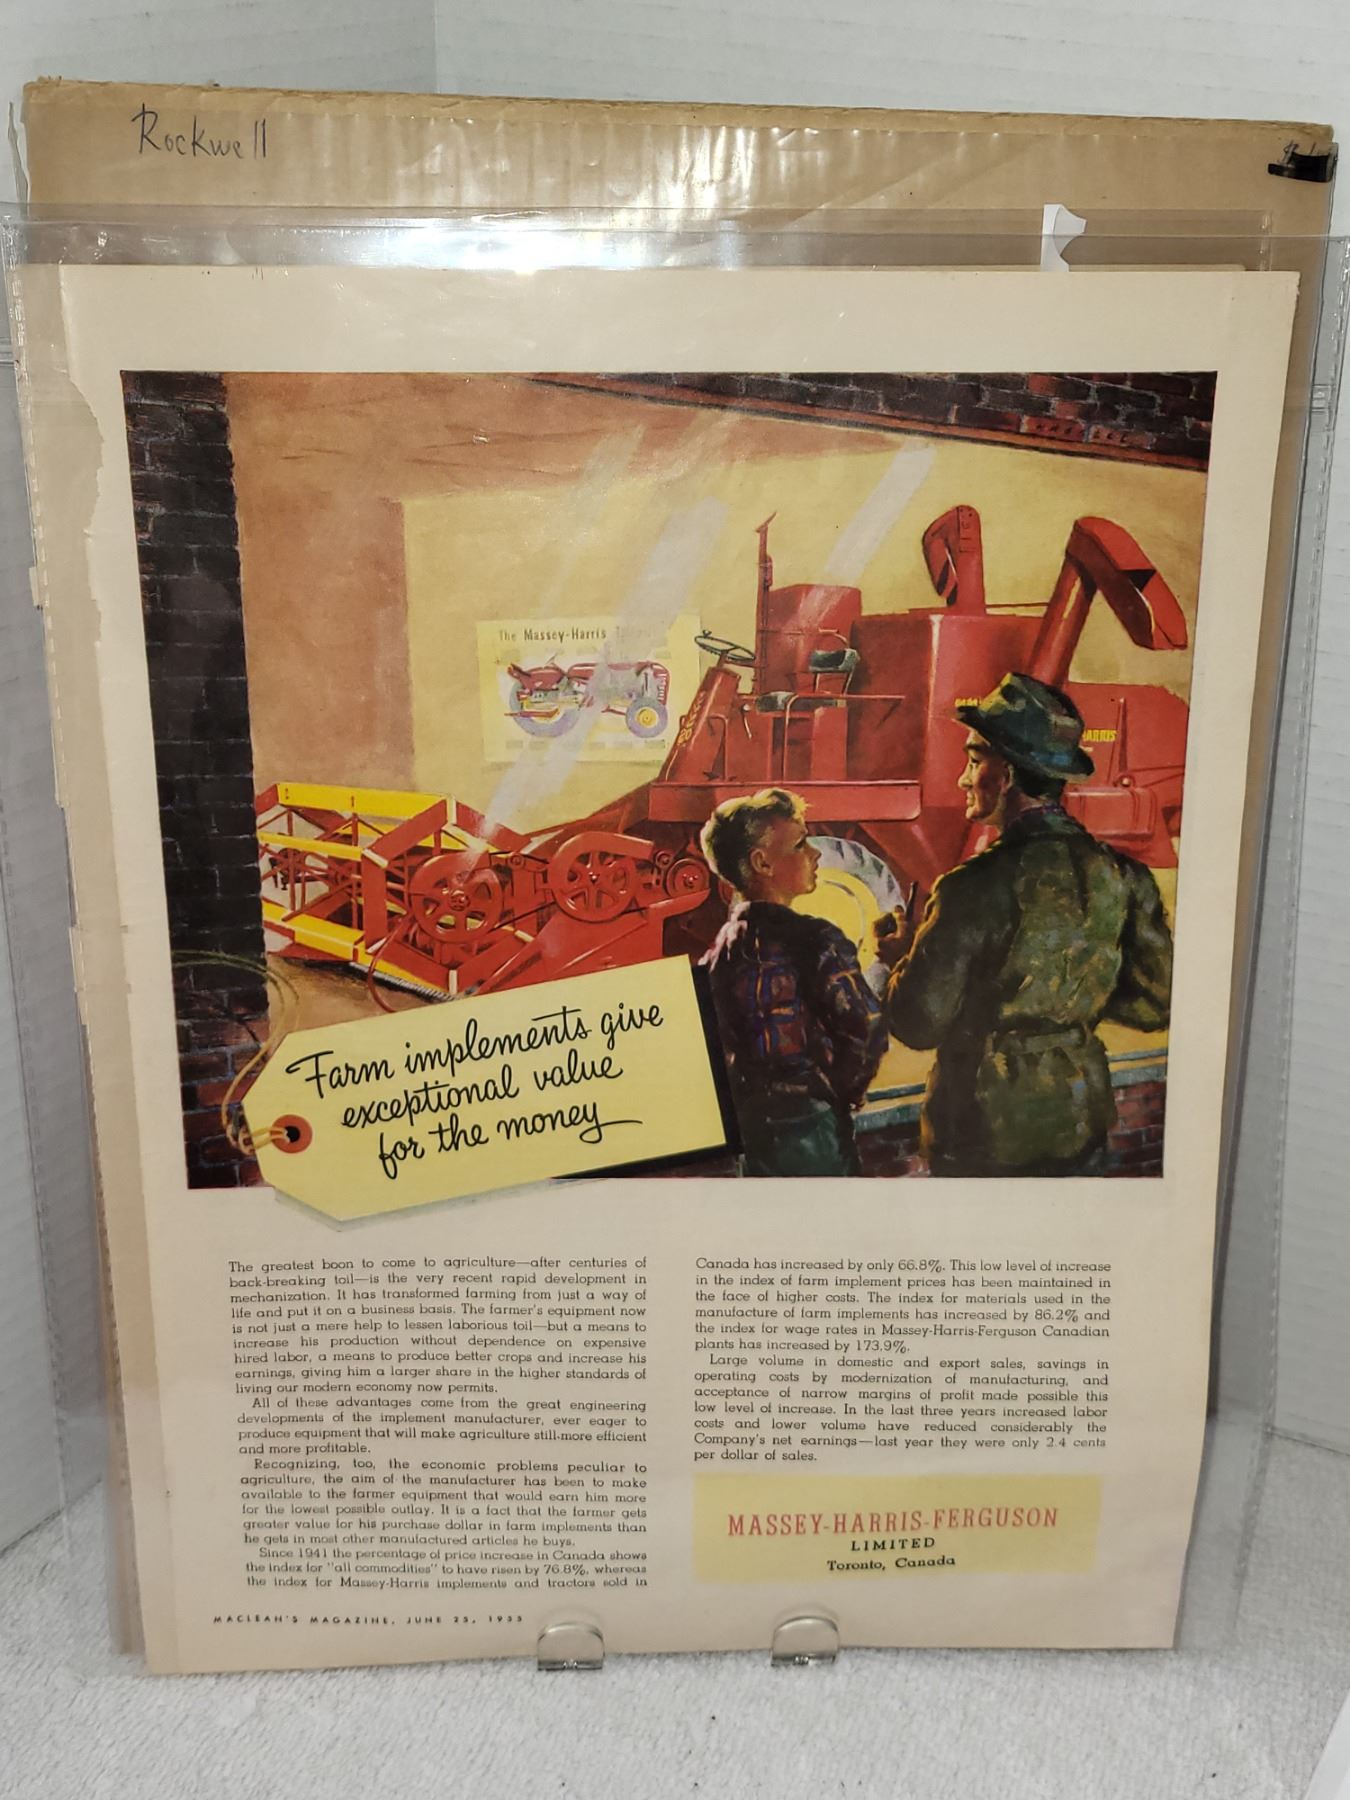 Rockwell
The Massey-Harris
HARRIS
Farm implements give
exceptional value
for the money
The greatest boon to come to agriculture—after centuries of
back-breaking toil—is the very recent rapid development in
mechanization. It has transformed farming from just a way of
life and put it on a business basis. The farmer's equipment now
is not just a mere help to lessen laborious toil—but a means to
increase his production without dependence on expensive
hired labor, a means to produce better crops and increase his
earnings, giving him a larger share in the higher standards of
living our modern economy now permits.
All of these advantages come from the great engineering
developments of the implement manufacturer, ever eager to
produce equipment that will make agriculture still-more efficient
and more profitable.
Recognizing, too, the economic problems peculiar to
agriculture, the aim of the manufacturer has been to make
available to the farmer equipment that would earn him more
for the lowest possible outlay. It is a fact that the farmer gets
greater value for his purchase dollar in farm implements than
he gets in most other manufactured articles he buys.
Since 1941 the percentage of price increase in Canada shows
the index for "all commodities" to have risen by 76.8%, whereas
the index for Massey-Harris implements and tractors sold in
Canada has increased by only 66.8%. This low level of increase
in the index of farm implement prices has been maintained in
the face of higher costs. The index for materials used in the
manufacture of farm implements has increased by 86.2% and
the index for wage rates in Massey-Harris-Ferguson Canadian
plants has increased by 173.9%.
Large volume in domestic and export sales, savings in
operating costs by modernization of manufacturing, and
acceptance of narrow margins of profit made possible this
low level of increase. In the last three years increased labor
costs and lower volume have reduced considerably the
Company's net earnings—last year they were only 2.4 cents
per dollar of sales.
MASSEY-HARRIS-FERGUSON
LIMITED
Toronto, Canada
MACLEAN'S MAGAZINE, JUNE 25, 1955